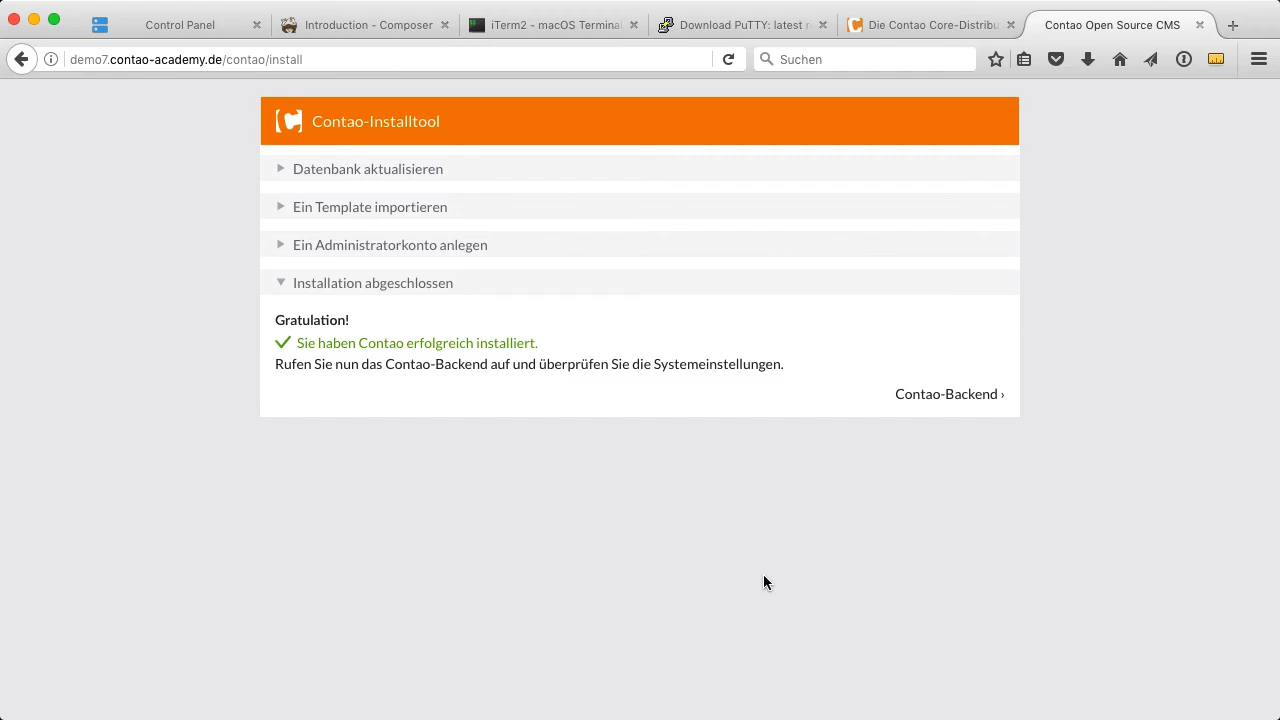 Control Panel
Introduction - Composer
iTerm2 - macOS Termina
Download PuTTY: latest
Die Contao Core-Distribu
Contao Open Source CMS
demo7.contao-academy.de/contao/install
Suchen
Contao-Installtool
Datenbank aktualisieren
Ein Template importieren
Ein Administratorkonto anlegen
Installation abgeschlossen
Gratulation!
Sie haben Contao erfolgreich installiert.
Rufen Sie nun das Contao-Backend auf und überprüfen Sie die Systemeinstellungen.
Contao-Backend ›